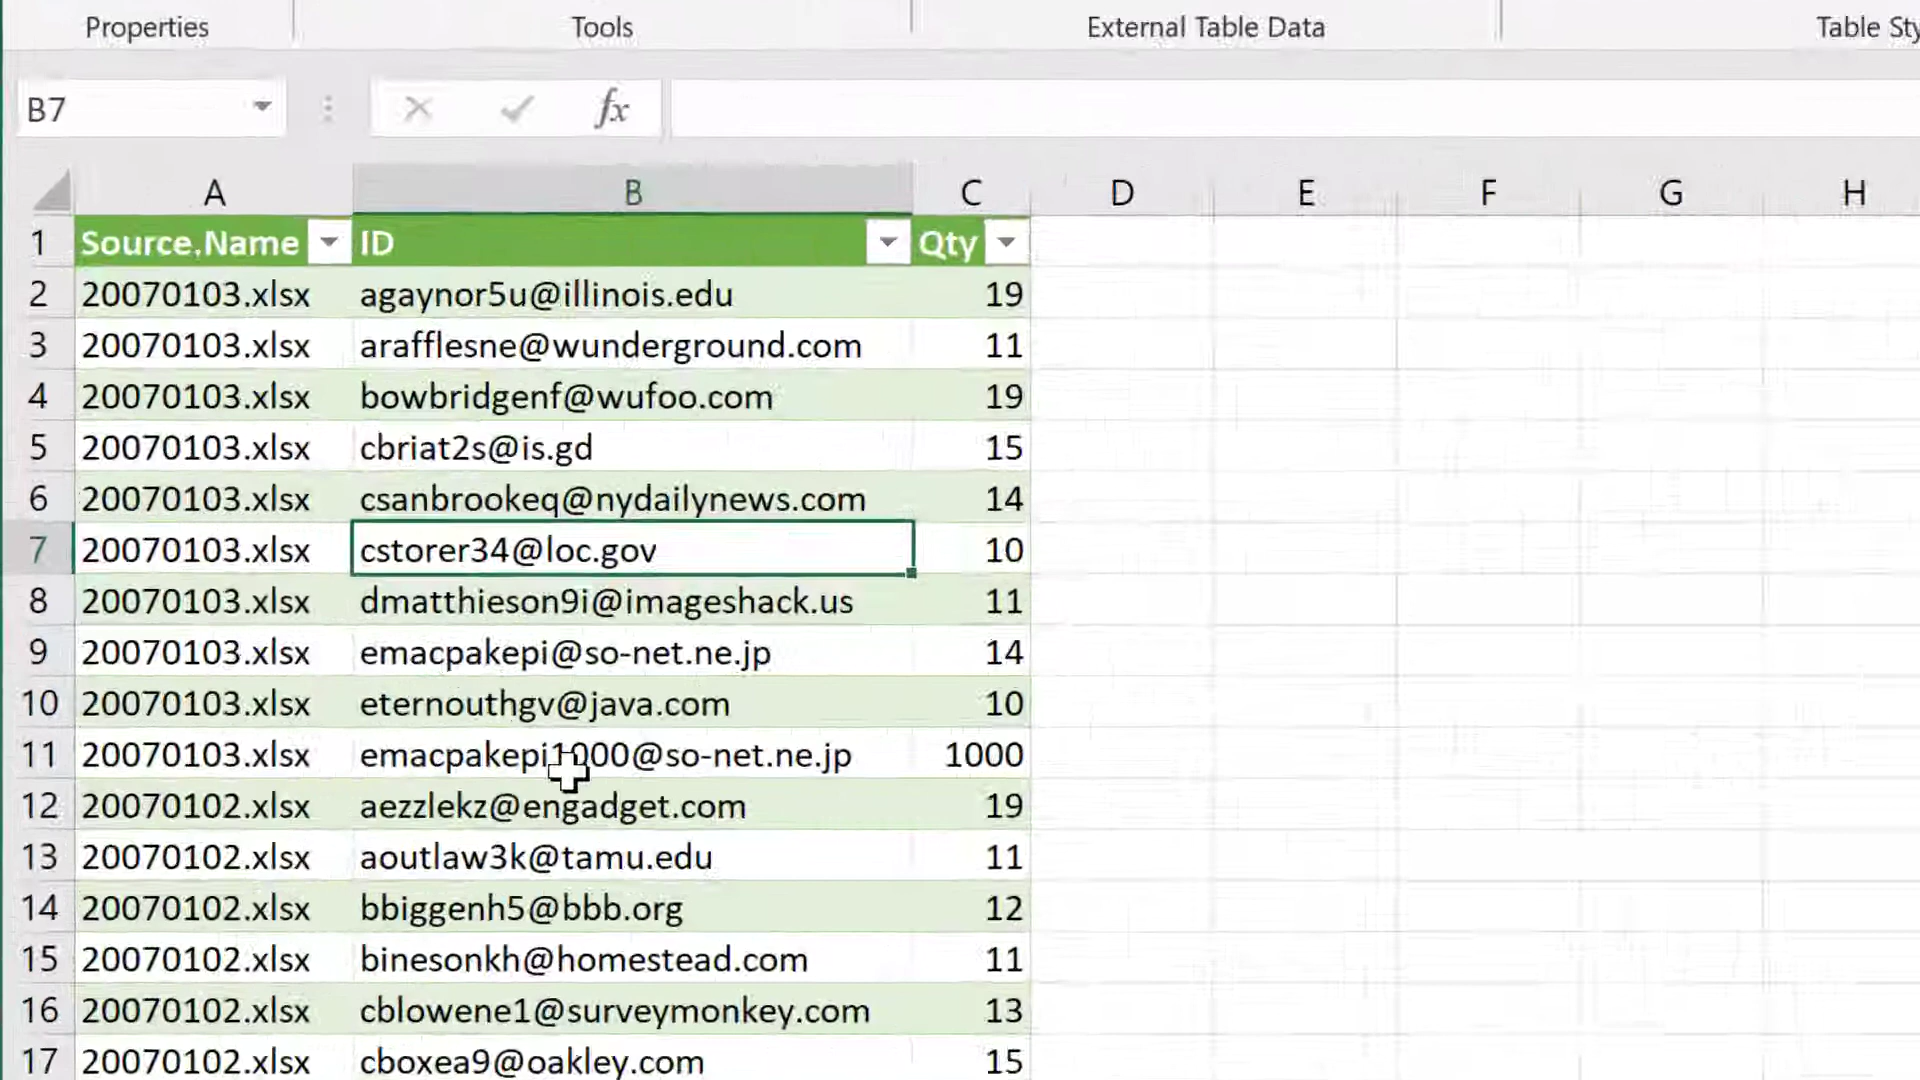 Properties Tools External Table Data Table Sty
B7 fx
A B C D E F G H
1 Source.Name ID Qty
2 20070103.xlsx agaynor5u@illinois.edu 19
3 20070103.xlsx arafflesne@wunderground.com 11
4 20070103.xlsx bowbridgenf@wufoo.com 19
5 20070103.xlsx cbriat2s@is.gd 15
6 20070103.xlsx csanbrookeq@nydailynews.com 14
7 20070103.xlsx cstorer34@loc.gov 10
8 20070103.xlsx dmatthieson9i@imageshack.us 11
9 20070103.xlsx emacpakepi@so-net.ne.jp 14
10 20070103.xlsx eternouthgv@java.com 10
11 20070103.xlsx emacpakepi1000@so-net.ne.jp 1000
12 20070102.xlsx aezzlekz@engadget.com 19
13 20070102.xlsx aoutlaw3k@tamu.edu 11
14 20070102.xlsx bbiggenh5@bbb.org 12
15 20070102.xlsx binesonkh@homestead.com 11
16 20070102.xlsx cblowene1@surveymonkey.com 13
17 20070102.xlsx cboxea9@oakley.com 15